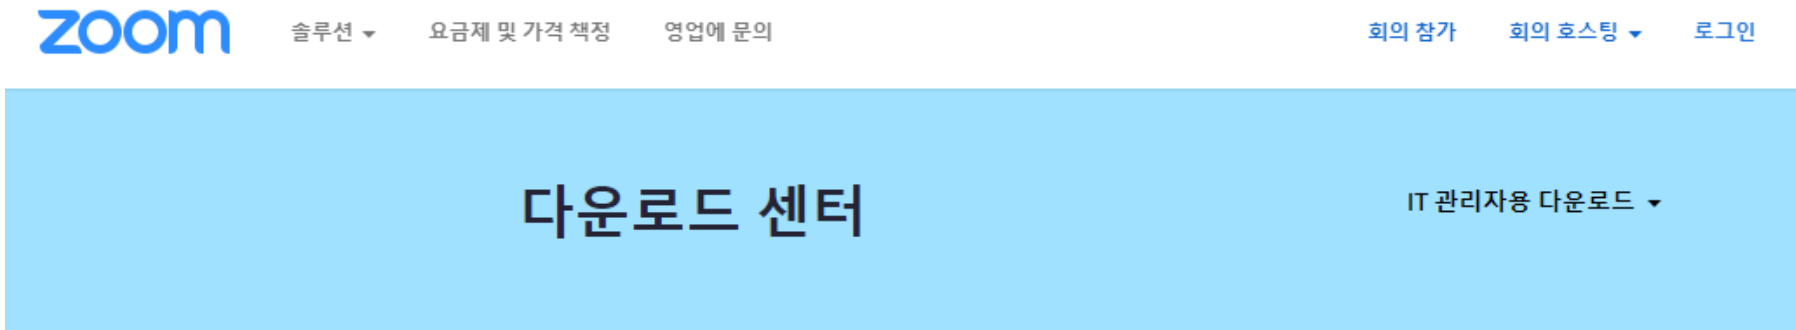 zoom 솔루션 요금제 및 가격 책정 영업에 문의 회의 참가 회의 호스팅 로그인
다운로드 센터 IT 관리자용 다운로드